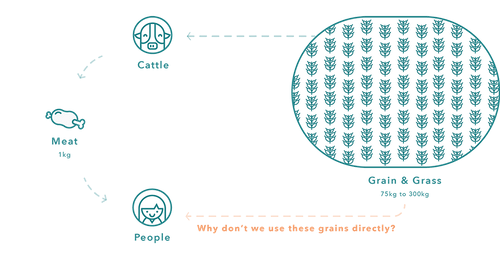 Cattle
Meat
1kg
Grain & Grass
75kg to 300kg
Why don't we use these grains directly?
People